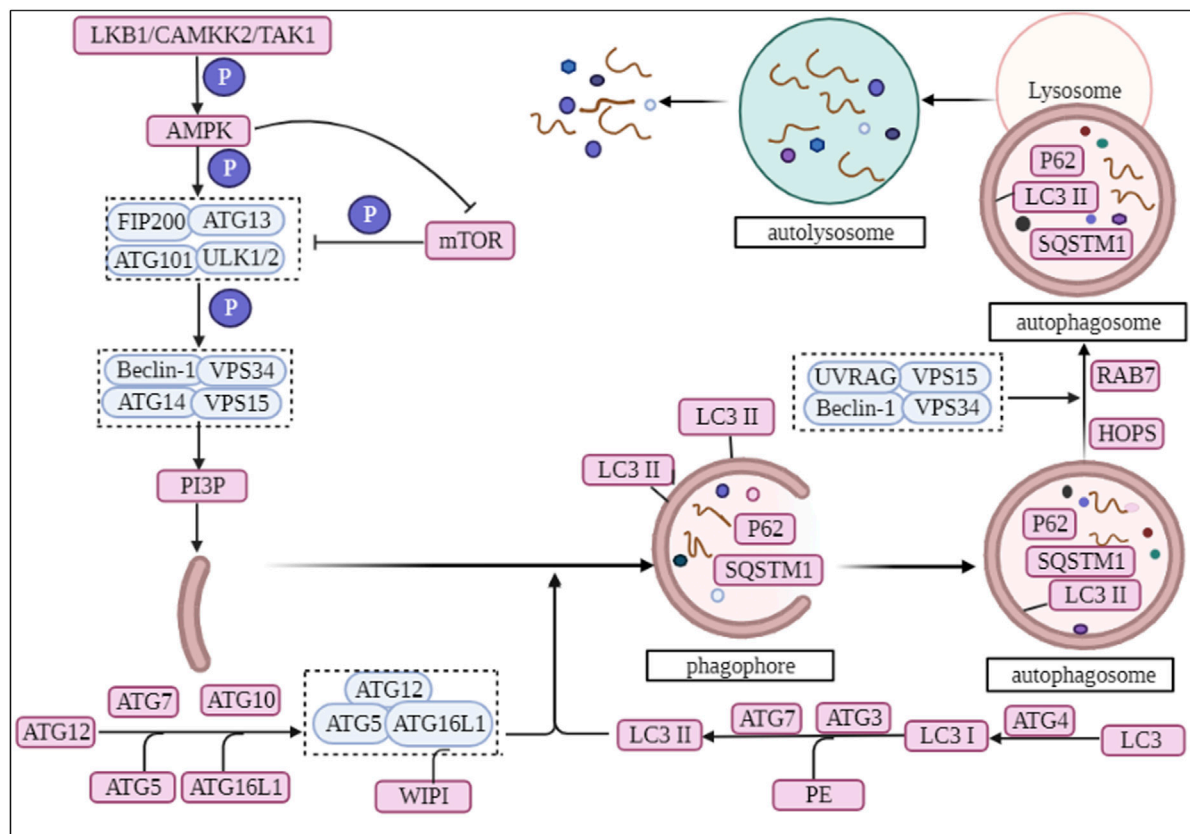 LKB1/CAMKK2/TAK1
P
AMPK
P
FIP200 ATG13
ATG101 ULK1/2
P
mTOR
P
Beclin-1 VPS34
ATG14 VPS15
PI3P
ATG7
ATG10
ATG12
ATG5
ATG16L1
ATG12
ATG5 ATG16L1
WIPI
LC3 II
ATG7
ATG3
PE
LC3 I
ATG4
LC3
LC3 II
LC3 II
P62
SQSTM1
phagophore
P62
SQSTM1
LC3 II
autophagosome
UVRAG VPS15
Beclin-1 VPS34
RAB7
HOPS
Lysosome
P62
LC3 II
SQSTM1
autophagosome
autolysosome